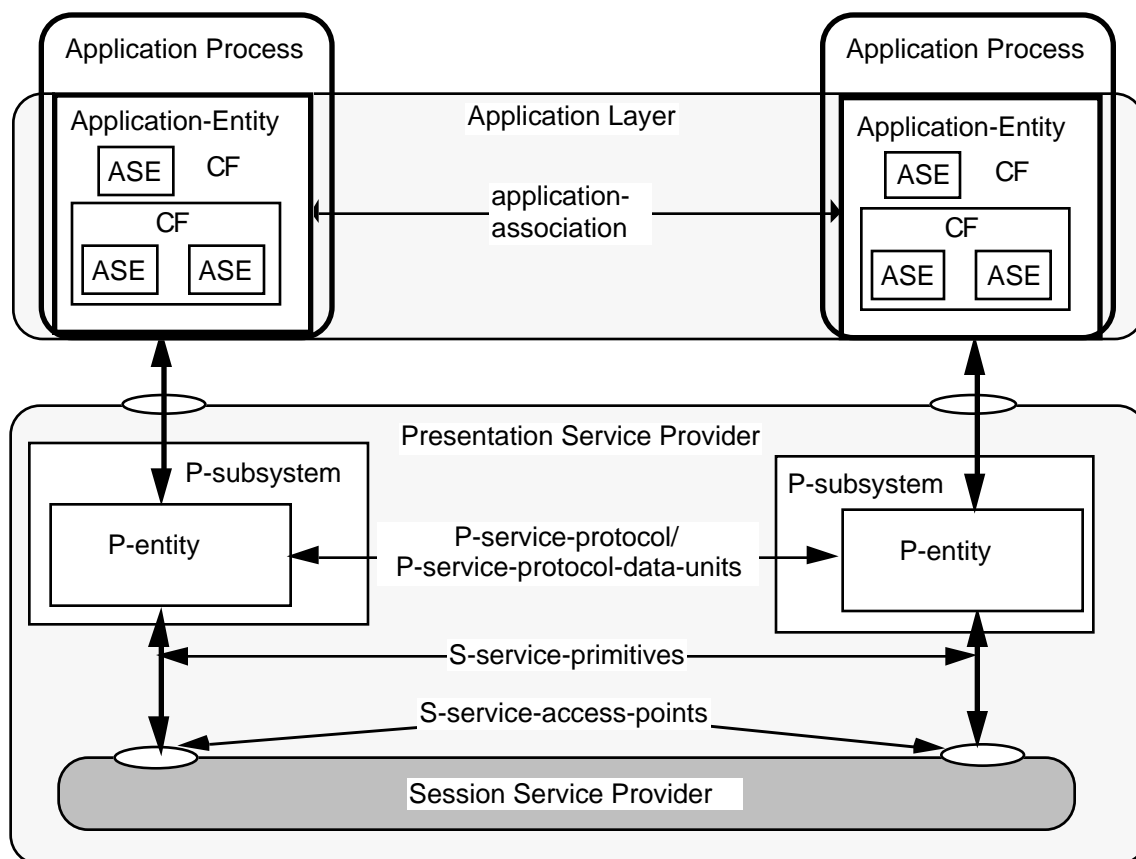 Application Process
Application Process
Application Layer
Application-Entity
Application-Entity
ASE
CF
ASE
CF
application-
association
CF
CF
ASE
ASE
ASE
ASE
Presentation Service Provider
P-subsystem
P-subsystem
P-entity
P-service-protocol/
P-service-protocol-data-units
P-entity
S-service-primitives
S-service-access-points
Session Service Provider